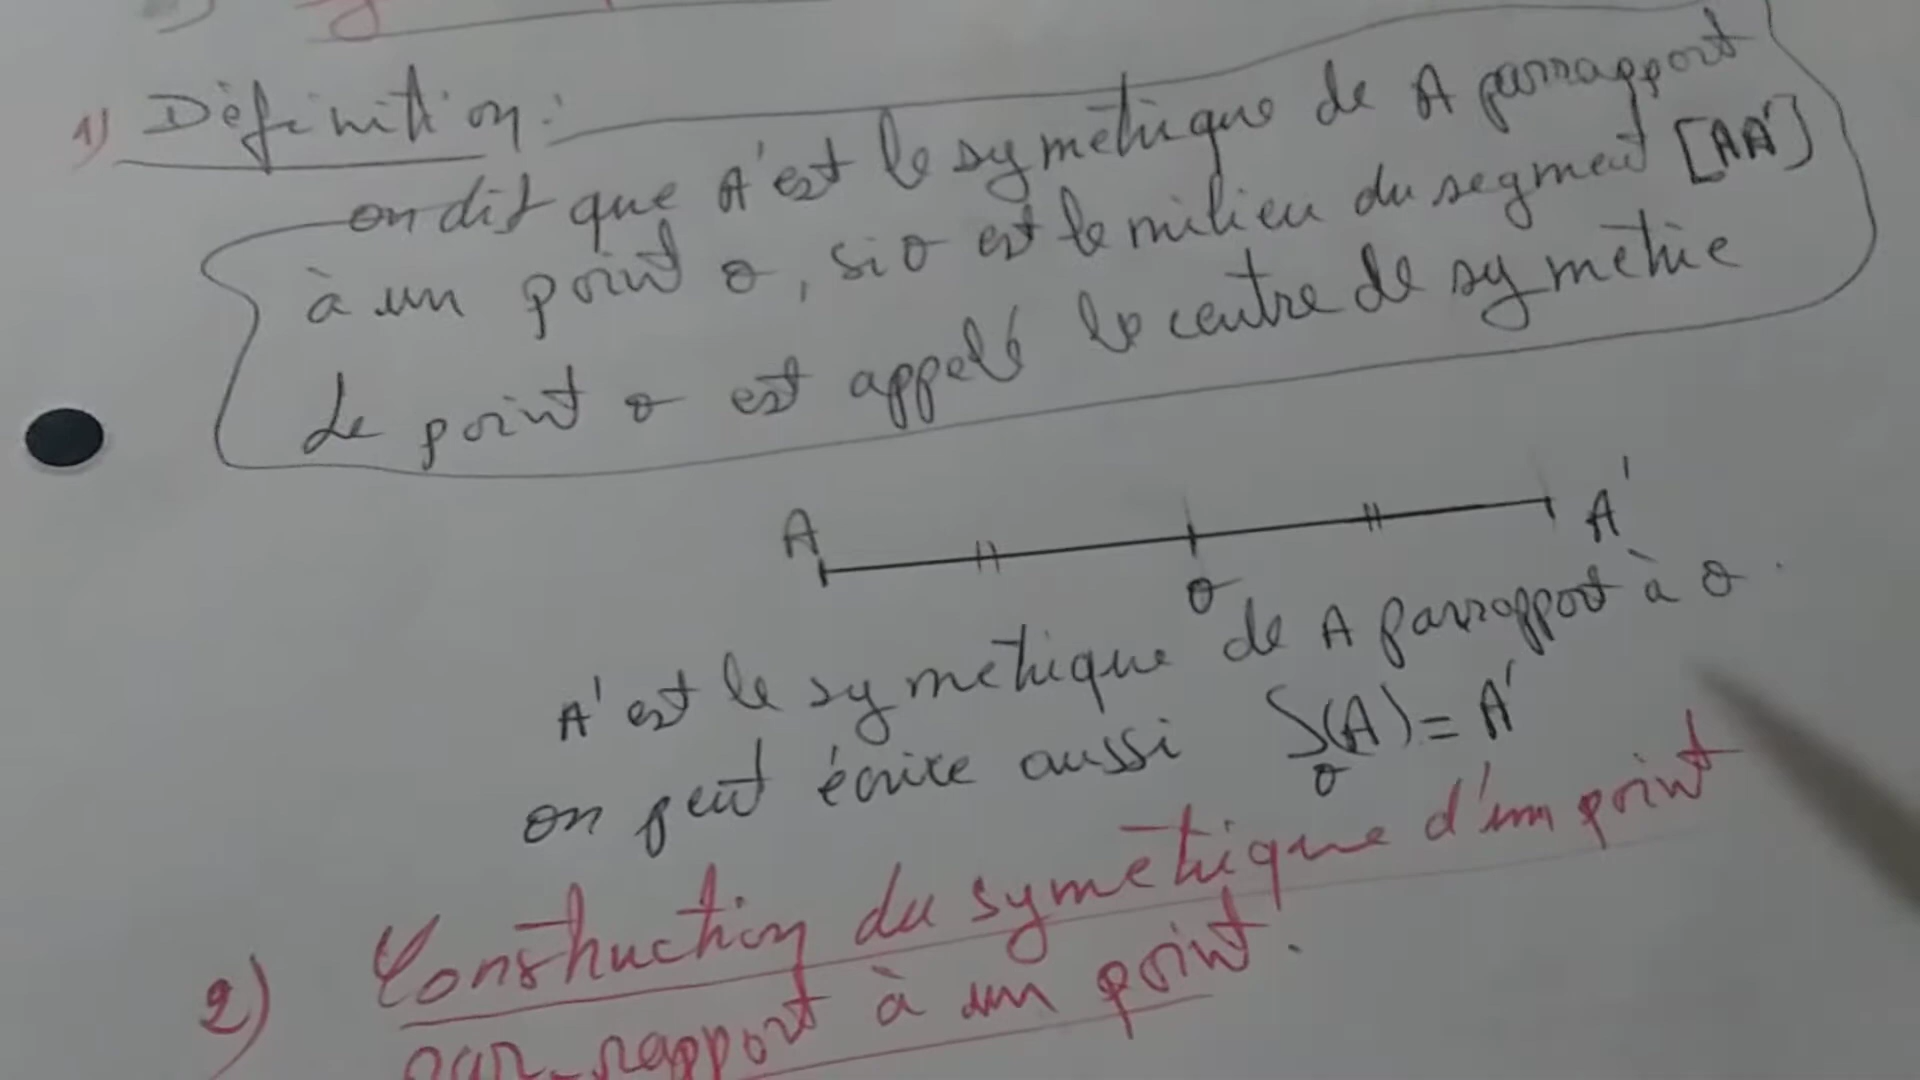 1) Définition :
on dit que A' est le symétrique de A par rapport
à un point O, si O est le milieu du segment [AA']
Le point O est appelé le centre de symétrie
A O A'
A' est le symétrique de A par rapport à O.
on peut écrire aussi S(A) = A'
O
2) Construction du symétrique d'un point
par rapport à un point.